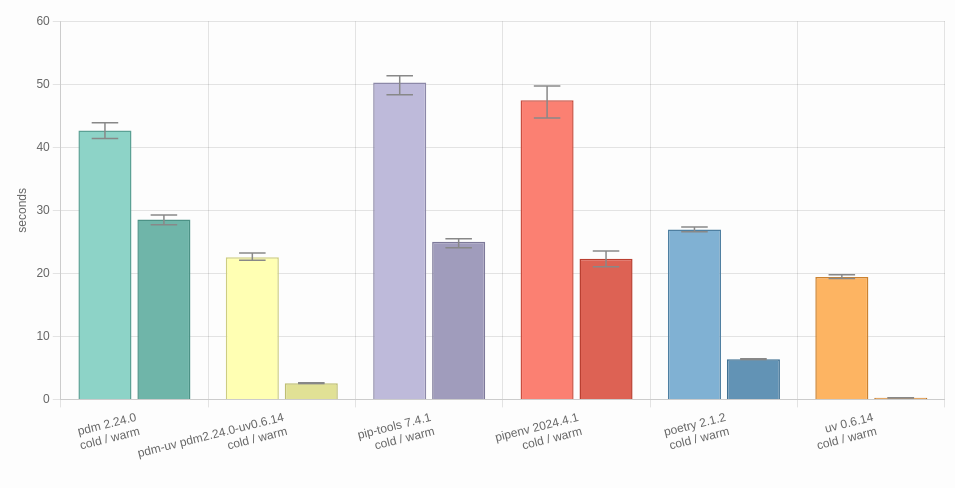 60
50
40
30
20
10
0
seconds
pdm 2.24.0
cold / warm
pdm-uv pdm2.24.0-uv0.6.14
cold / warm
pip-tools 7.4.1
cold / warm
pipenv 2024.4.1
cold / warm
poetry 2.1.2
cold / warm
uv 0.6.14
cold / warm